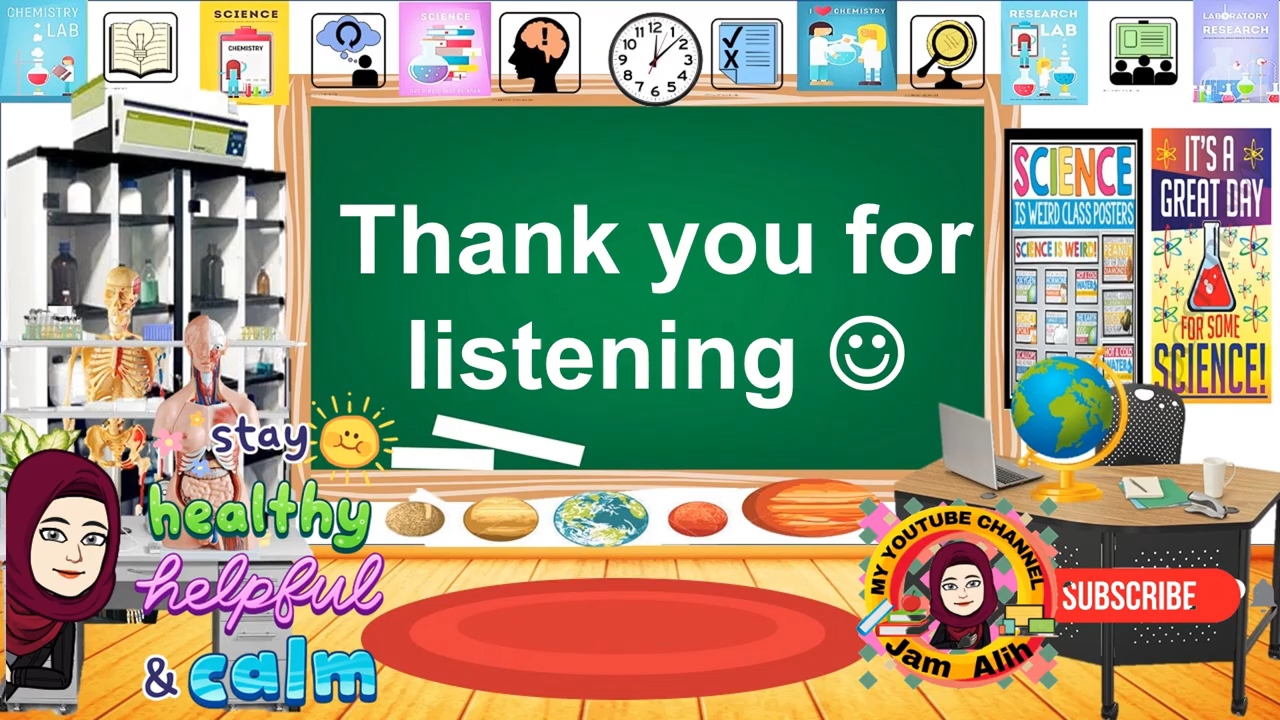 CHEMISTRY
LAB
SCIENCE
CHEMISTRY
SCIENCE
I CHEMISTRY
RESEARCH
LAB
LABORATORY
RESEARCH
Thank you for
listening ☺
SCIENCE
IS WEIRD CLASS POSTERS
SCIENCE IS WEIRD!
IT'S A
GREAT DAY
FOR SOME
SCIENCE!
stay
healthy
helpful
& calm
MY YOUTUBE CHANNEL
Jam Alih
SUBSCRIBE